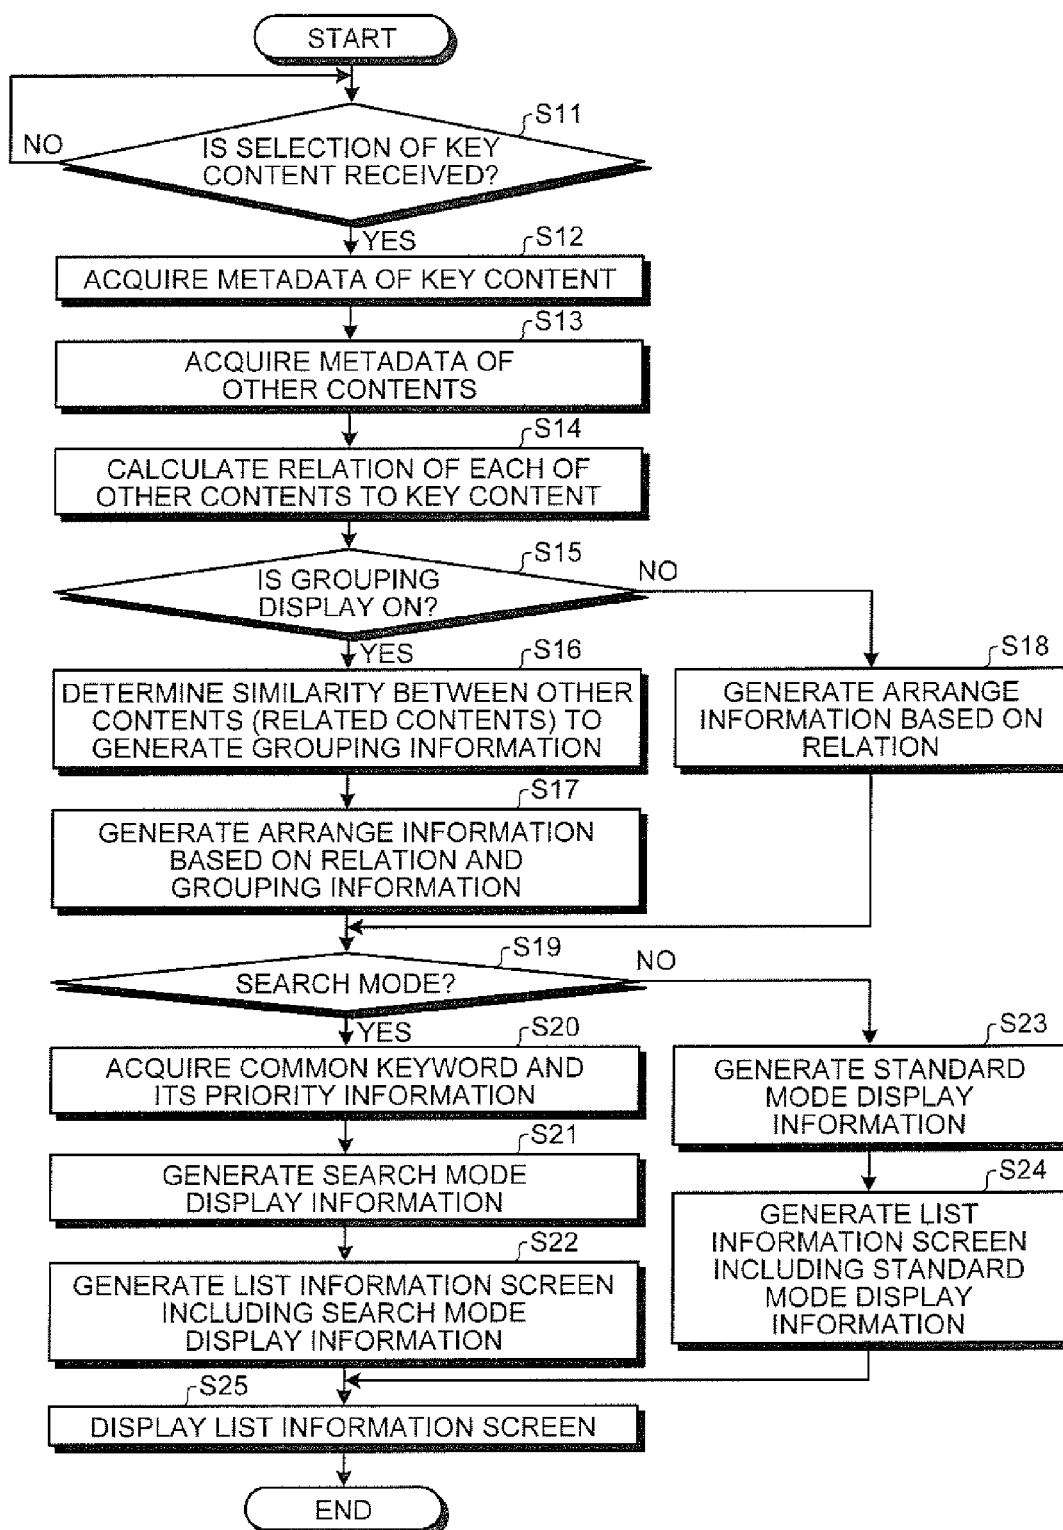 START
S11
NO
IS SELECTION OF KEY
CONTENT RECEIVED?
YES
S12
ACQUIRE METADATA OF KEY CONTENT
S13
ACQUIRE METADATA OF
OTHER CONTENTS
S14
CALCULATE RELATION OF EACH OF
OTHER CONTENTS TO KEY CONTENT
S15
IS GROUPING
DISPLAY ON?
NO
YES
S16
DETERMINE SIMILARITY BETWEEN OTHER
CONTENTS (RELATED CONTENTS) TO
GENERATE GROUPING INFORMATION
S18
GENERATE ARRANGE
INFORMATION BASED ON
RELATION
S17
GENERATE ARRANGE INFORMATION
BASED ON RELATION AND
GROUPING INFORMATION
S19
SEARCH MODE?
NO
YES
S20
ACQUIRE COMMON KEYWORD AND
ITS PRIORITY INFORMATION
S23
GENERATE STANDARD
MODE DISPLAY
INFORMATION
S21
GENERATE SEARCH MODE
DISPLAY INFORMATION
S24
GENERATE LIST
INFORMATION SCREEN
INCLUDING STANDARD
MODE DISPLAY
INFORMATION
S22
GENERATE LIST INFORMATION SCREEN
INCLUDING SEARCH MODE
DISPLAY INFORMATION
S25
DISPLAY LIST INFORMATION SCREEN
END